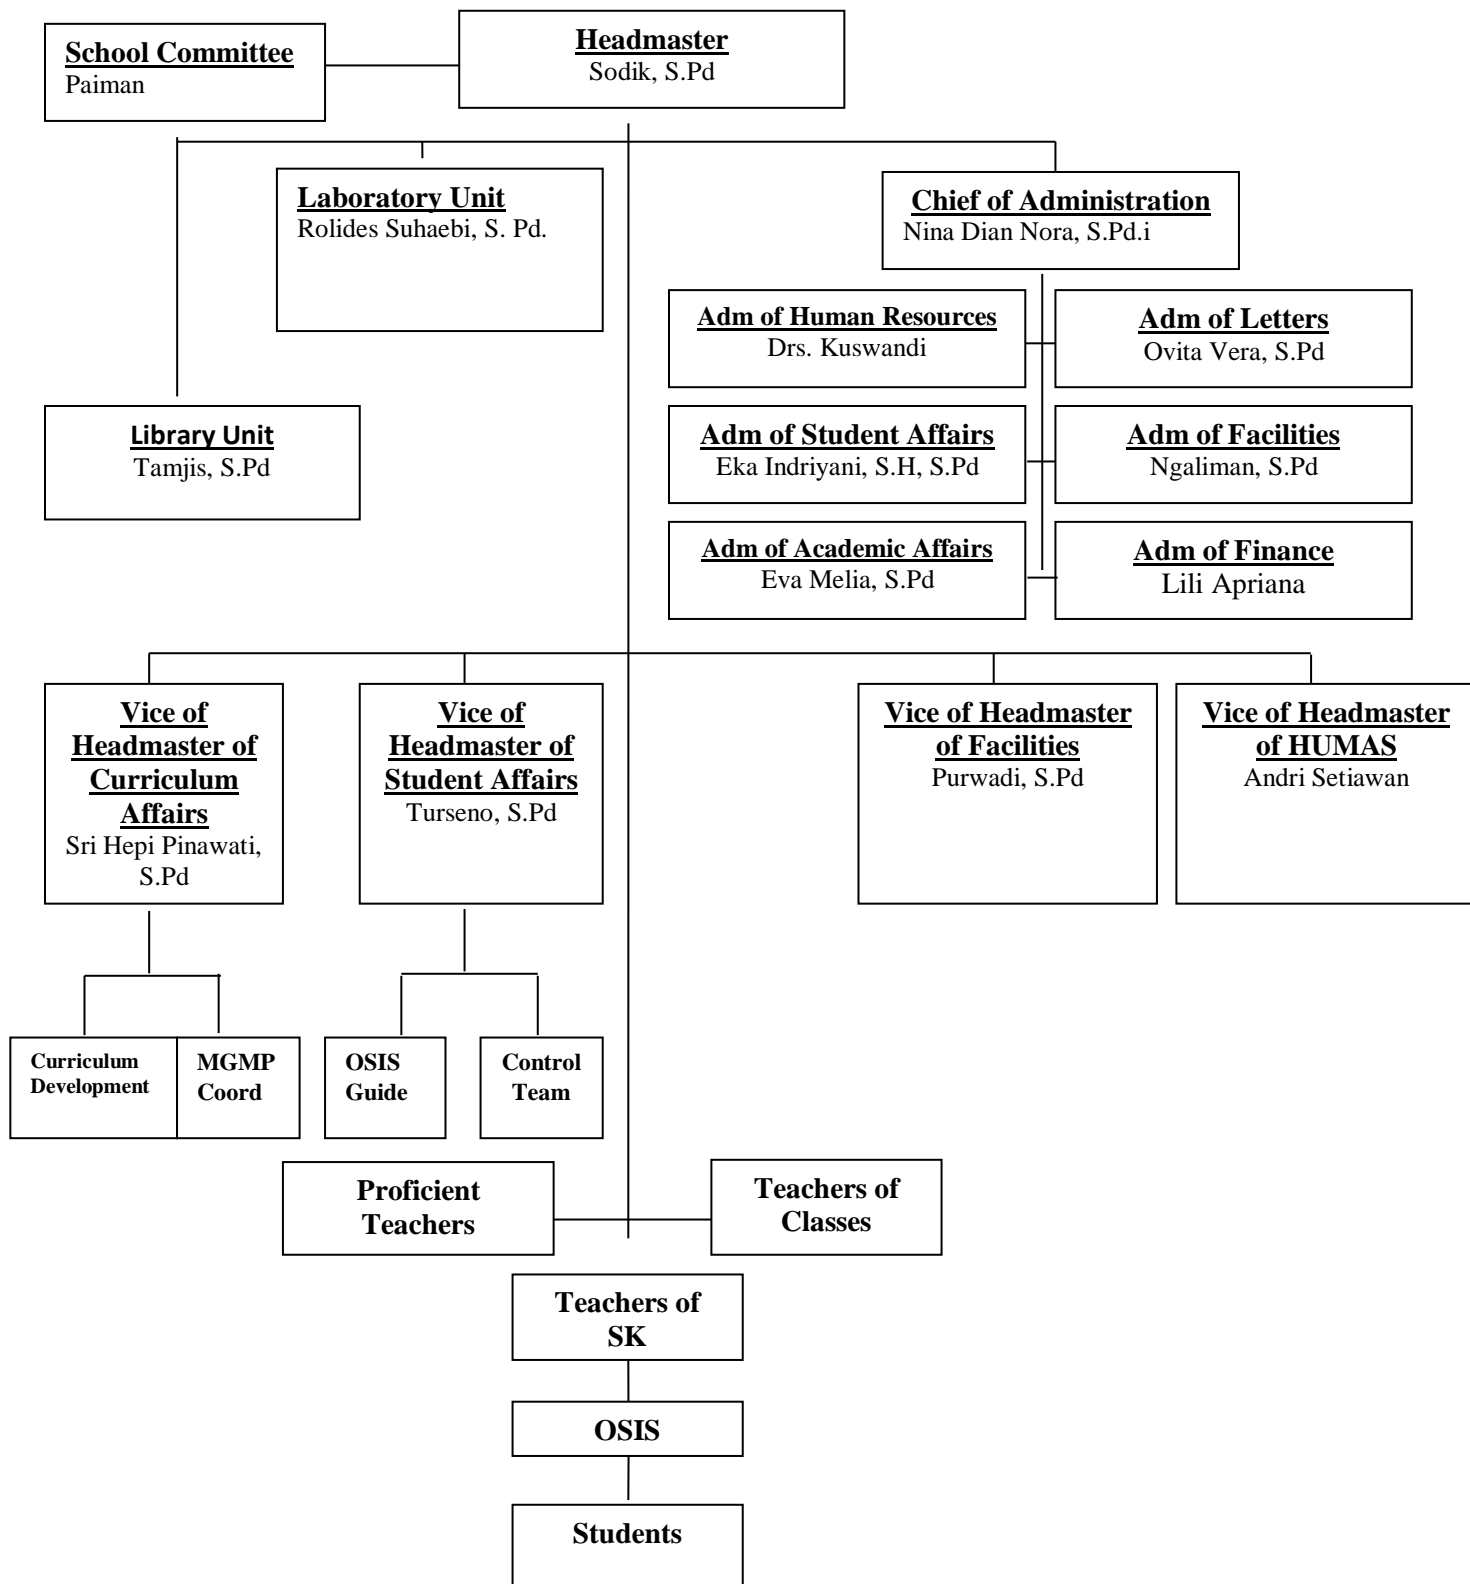 School Committee
Paiman
Headmaster
Sodik, S.Pd
Laboratory Unit
Rolides Suhaebi, S. Pd.
Chief of Administration
Nina Dian Nora, S.Pd.i
Adm of Human Resources
Drs. Kuswandi
Adm of Letters
Ovita Vera, S.Pd
Library Unit
Tamjis, S.Pd
Adm of Student Affairs
Eka Indriyani, S.H, S.Pd
Adm of Facilities
Ngaliman, S.Pd
Adm of Academic Affairs
Eva Melia, S.Pd
Adm of Finance
Lili Apriana
Vice of
Headmaster of
Curriculum
Affairs
Sri Hepi Pinawati,
S.Pd
Vice of
Headmaster of
Student Affairs
Turseno, S.Pd
Vice of Headmaster
of Facilities
Purwadi, S.Pd
Vice of Headmaster
of HUMAS
Andri Setiawan
Curriculum
Development
MGMP
Coord
OSIS
Guide
Control
Team
Proficient
Teachers
Teachers of
Classes
Teachers of
SK
OSIS
Students